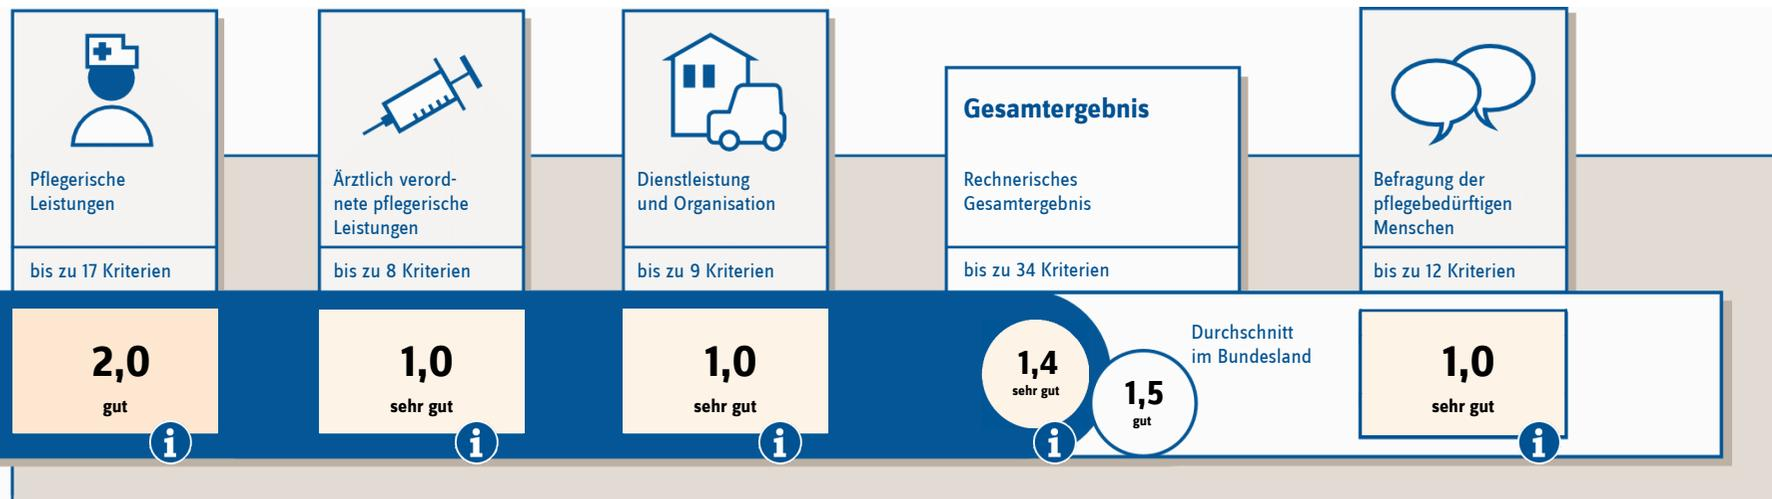 Pflegerische
Leistungen
bis zu 17 Kriterien
2,0
gut
Ärztlich verord-
nete pflegerische
Leistungen
bis zu 8 Kriterien
1,0
sehr gut
Dienstleistung
und Organisation
bis zu 9 Kriterien
1,0
sehr gut
Gesamtergebnis
Rechnerisches
Gesamtergebnis
bis zu 34 Kriterien
1,4
sehr gut
Durchschnitt
im Bundesland
1,5
gut
Befragung der
pflegebedürftigen
Menschen
bis zu 12 Kriterien
1,0
sehr gut
i
i
i
i
i